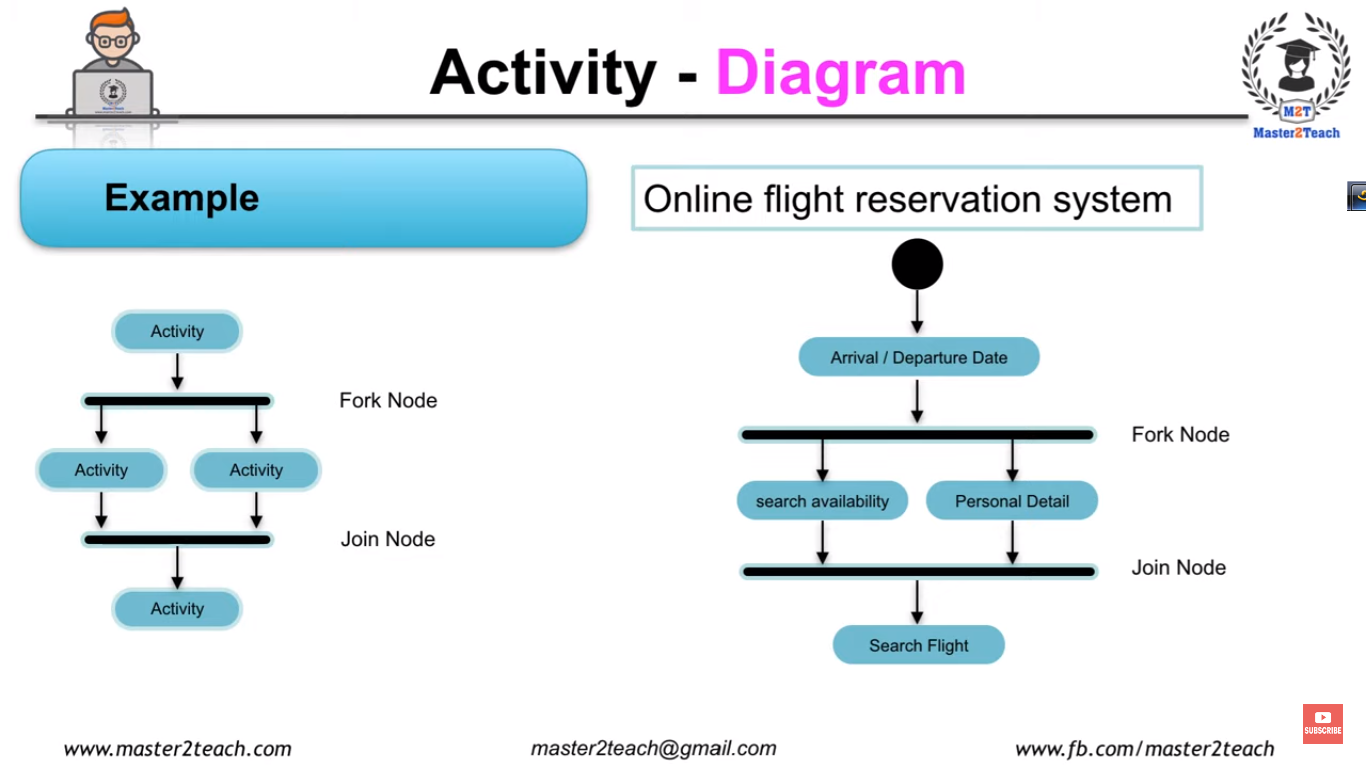 Activity - Diagram
M2T
Master2Teach
Example
Online flight reservation system
Activity
Fork Node
Activity
Activity
Join Node
Activity
Arrival / Departure Date
Fork Node
search availability
Personal Detail
Join Node
Search Flight
SUBSCRIBE
www.master2teach.com
master2teach@gmail.com
www.fb.com/master2teach